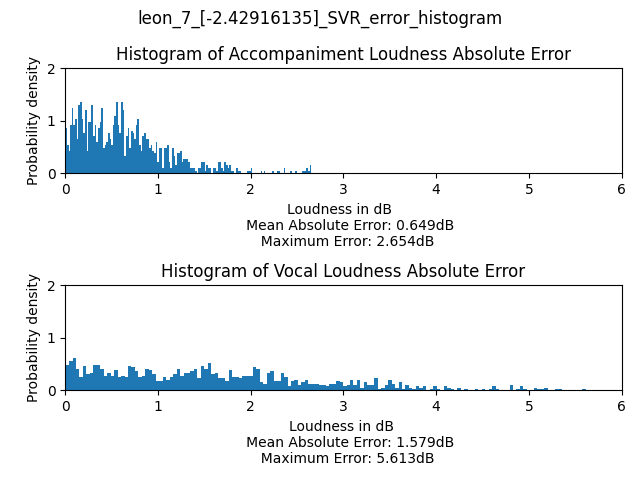 leon_7_[-2.42916135]_SVR_error_histogram
Histogram of Accompaniment Loudness Absolute Error
Probability density
2
1
0
0 1 2 3 4 5 6
Loudness in dB
Mean Absolute Error: 0.649dB
Maximum Error: 2.654dB
Histogram of Vocal Loudness Absolute Error
Probability density
2
1
0
0 1 2 3 4 5 6
Loudness in dB
Mean Absolute Error: 1.579dB
Maximum Error: 5.613dB